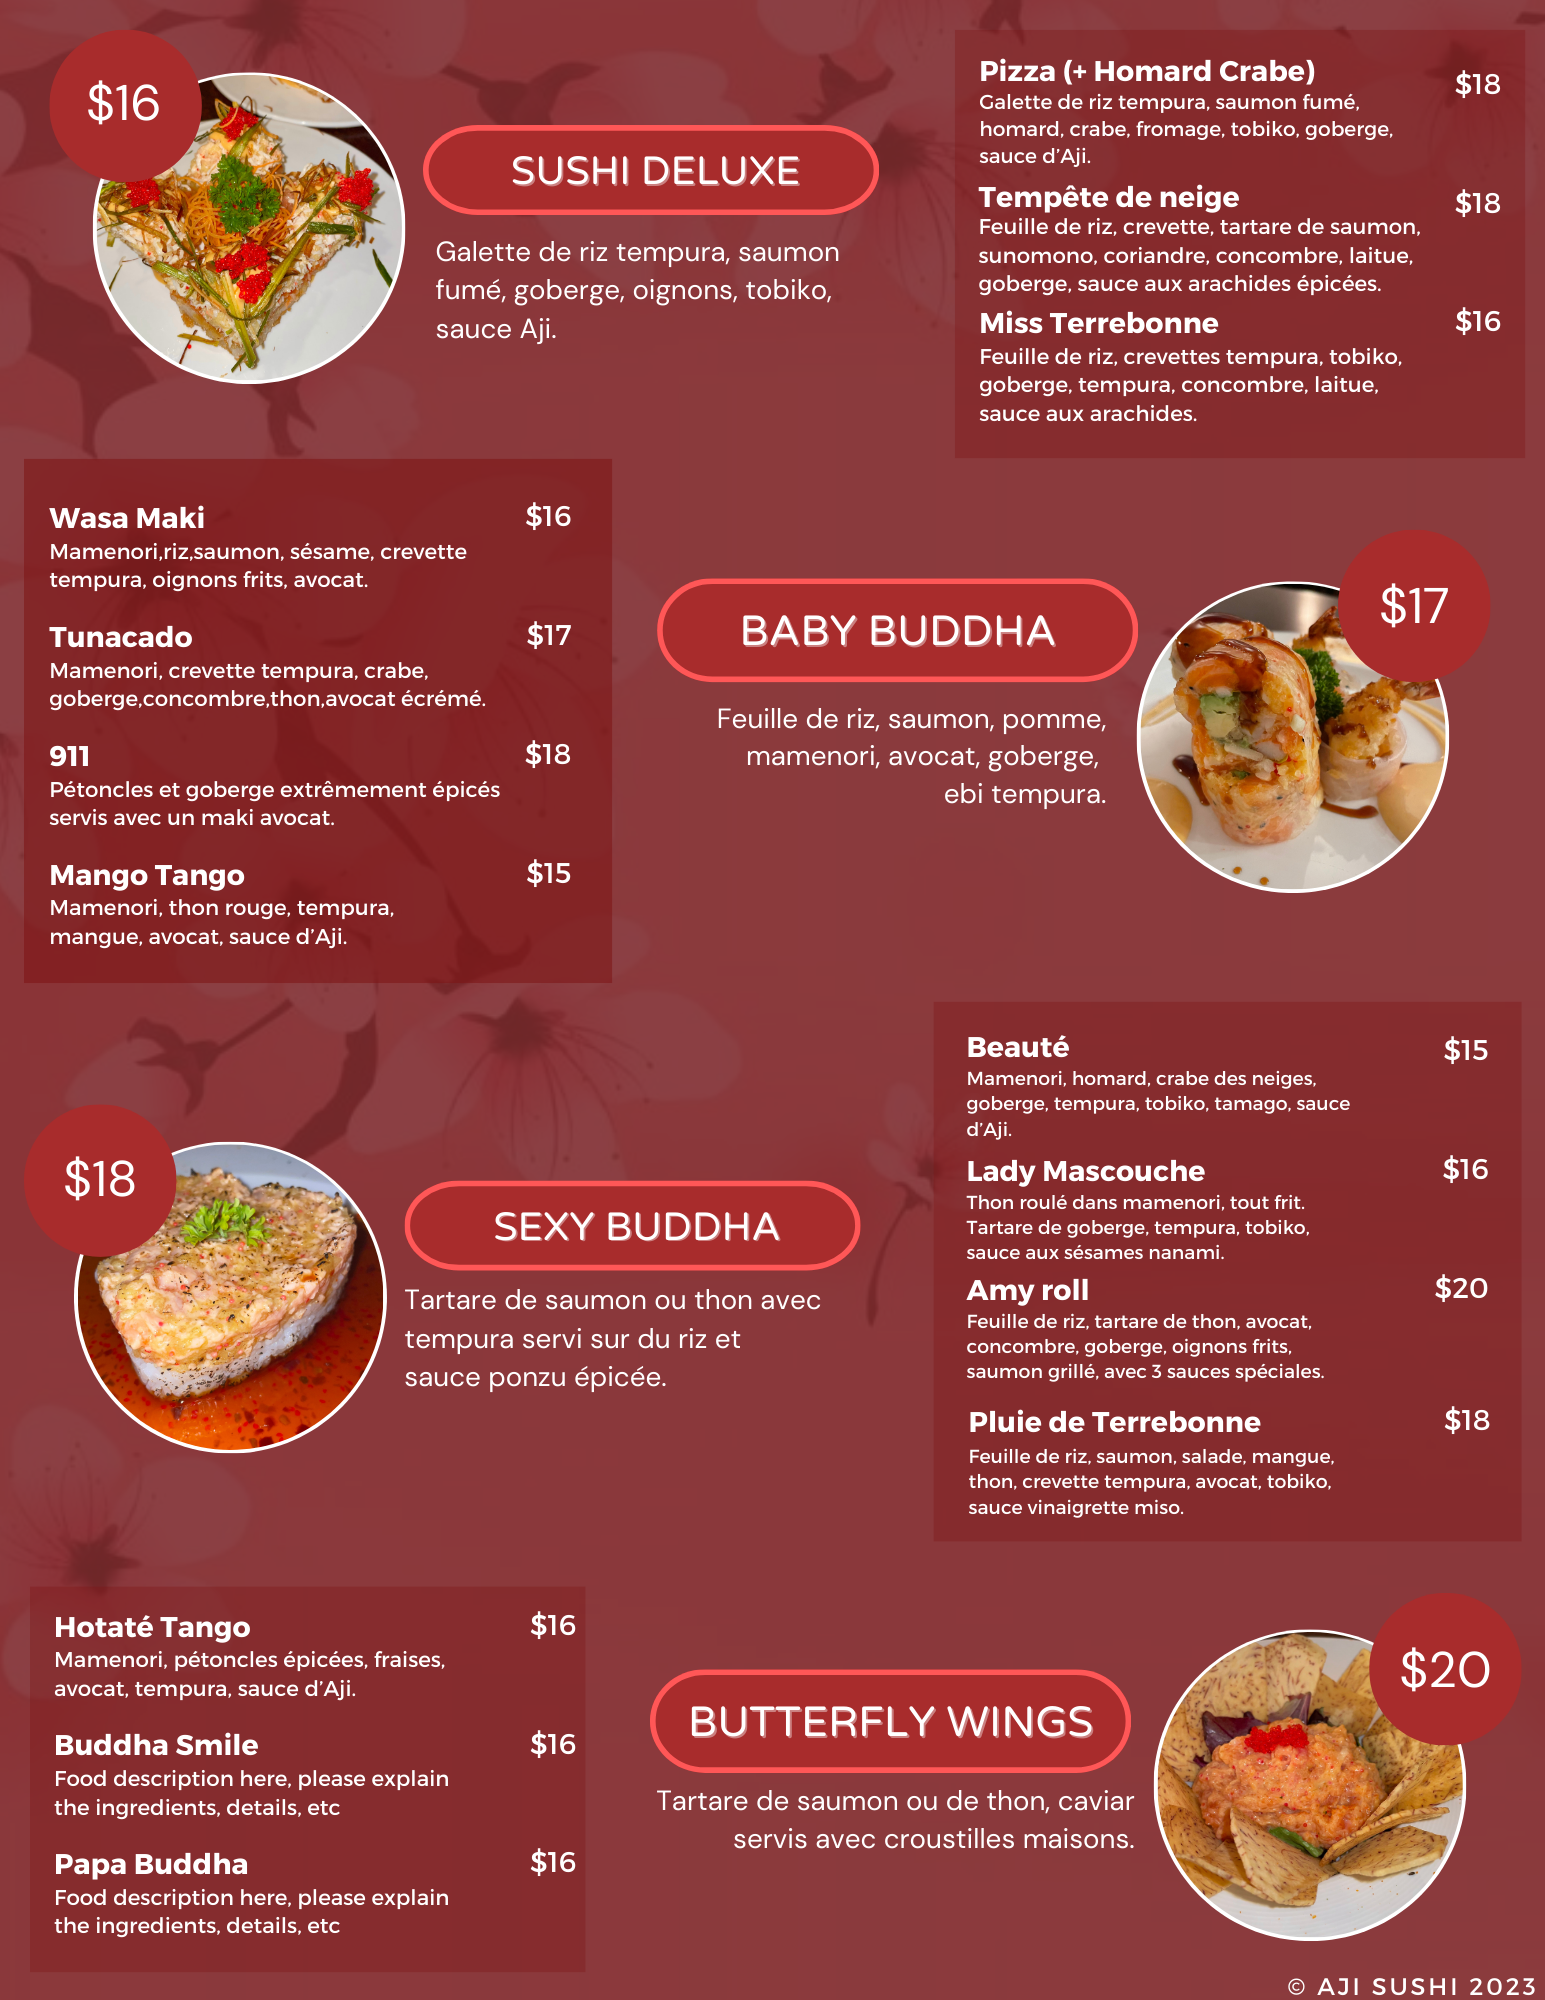 $16
SUSHI DELUXE
Galette de riz tempura, saumon
fumé, goberge, oignons, tobiko,
sauce Aji.
Pizza (+ Homard Crabe)
$18
Galette de riz tempura, saumon fumé,
homard, crabe, fromage, tobiko, goberge,
sauce d’Aji.
Tempête de neige
$18
Feuille de riz, crevette, tartare de saumon,
sunomono, coriandre, concombre, laitue,
goberge, sauce aux arachides épicées.
Miss Terrebonne
$16
Feuille de riz, crevettes tempura, tobiko,
goberge, tempura, concombre, laitue,
sauce aux arachides.
Wasa Maki
$16
Mamenori,riz,saumon, sésame, crevette
tempura, oignons frits, avocat.
Tunacado
$17
Mamenori, crevette tempura, crabe,
goberge,concombre,thon,avocat écrémé.
911
$18
Pétoncles et goberge extrêmement épicés
servis avec un maki avocat.
Mango Tango
$15
Mamenori, thon rouge, tempura,
mangue, avocat, sauce d’Aji.
BABY BUDDHA
$17
Feuille de riz, saumon, pomme,
mamenori, avocat, goberge,
ebi tempura.
$18
SEXY BUDDHA
Tartare de saumon ou thon avec
tempura servi sur du riz et
sauce ponzu épicée.
Beauté
$15
Mamenori, homard, crabe des neiges,
goberge, tempura, tobiko, tamago, sauce
d’Aji.
Lady Mascouche
$16
Thon roulé dans mamenori, tout frit.
Tartare de goberge, tempura, tobiko,
sauce aux sésames nanami.
Amy roll
$20
Feuille de riz, tartare de thon, avocat,
concombre, goberge, oignons frits,
saumon grillé, avec 3 sauces spéciales.
Pluie de Terrebonne
$18
Feuille de riz, saumon, salade, mangue,
thon, crevette tempura, avocat, tobiko,
sauce vinaigrette miso.
Hotaté Tango
$16
Mamenori, pétoncles épicées, fraises,
avocat, tempura, sauce d’Aji.
Buddha Smile
$16
Food description here, please explain
the ingredients, details, etc
Papa Buddha
$16
Food description here, please explain
the ingredients, details, etc
BUTTERFLY WINGS
$20
Tartare de saumon ou de thon, caviar
servis avec croustilles maisons.
© AJI SUSHI 2023